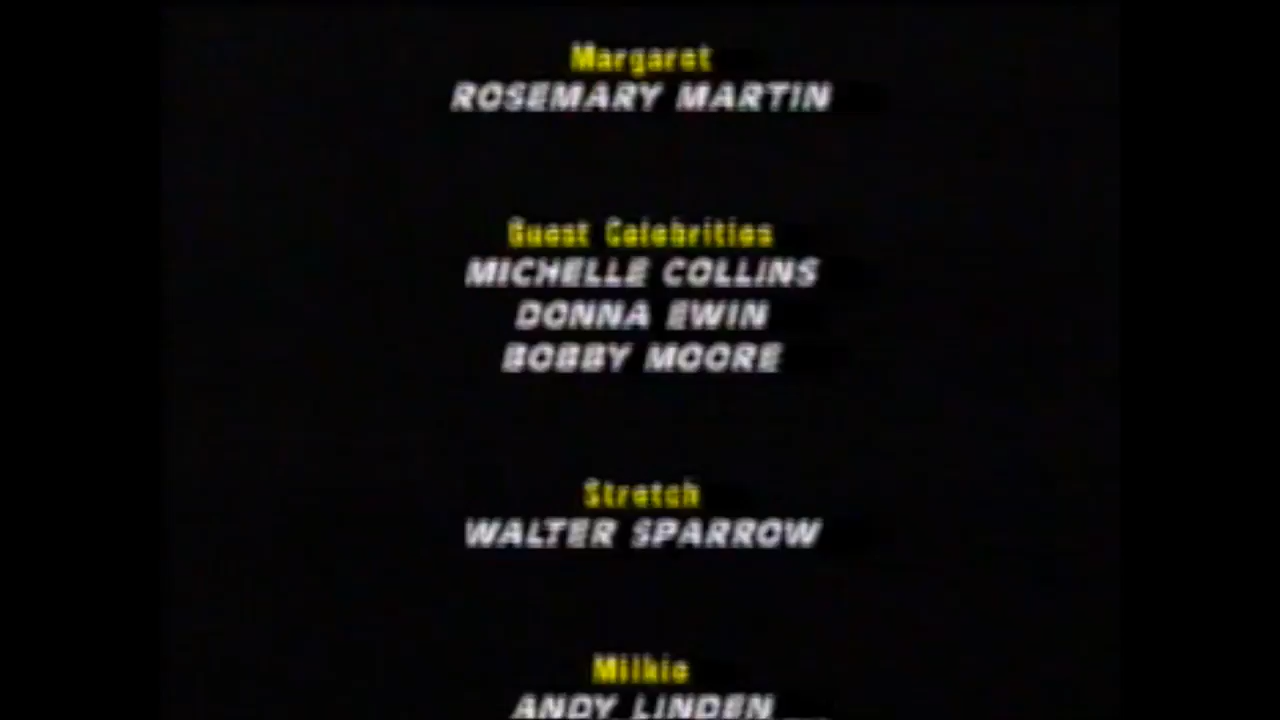 Margaret
ROSEMARY MARTIN
Guest Celebrities
MICHELLE COLLINS
DONNA EWIN
BOBBY MOORE
Stretch
WALTER SPARROW
Milkie
ANDY LINDEN